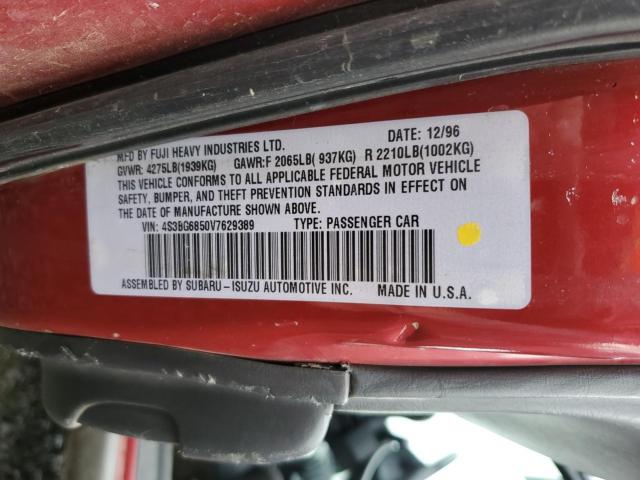 MFD BY FUJI HEAVY INDUSTRIES LTD. DATE: 12/96
GVWR: 4275LB(1939KG) GAWR:F 2065LB( 937KG) R 2210LB(1002KG)
THIS VEHICLE CONFORMS TO ALL APPLICABLE FEDERAL MOTOR VEHICLE
SAFETY, BUMPER, AND THEFT PREVENTION STANDARDS IN EFFECT ON
DATE OF MANUFACTURE SHOWN ABOVE.
VIN: 4S3BG6850V7629389 TYPE: PASSENGER CAR
ASSEMBLED BY SUBARU-ISUZU AUTOMOTIVE INC. MADE IN U.S.A.